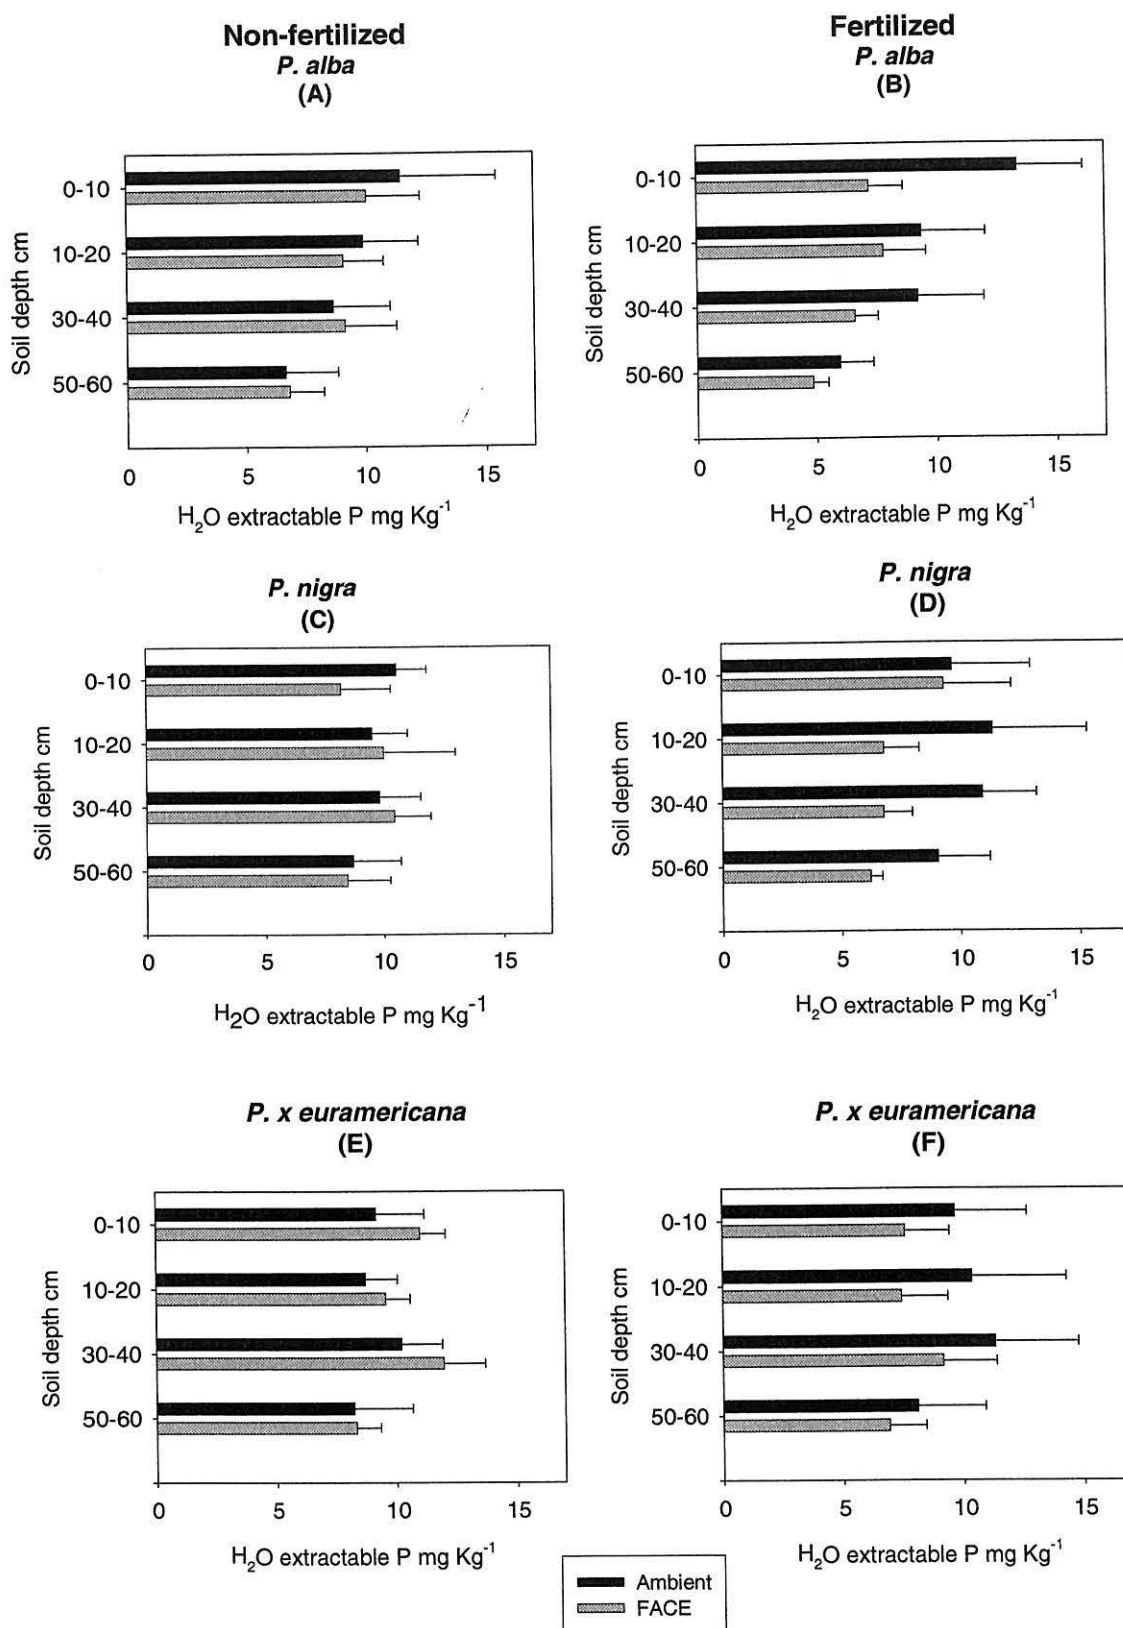 Non-fertilized
P. alba
(A)
Soil depth cm
0-10
10-20
30-40
50-60
0 5 10 15
H₂O extractable P mg Kg⁻¹
Fertilized
P. alba
(B)
Soil depth cm
0-10
10-20
30-40
50-60
0 5 10 15
H₂O extractable P mg Kg⁻¹
P. nigra
(C)
Soil depth cm
0-10
10-20
30-40
50-60
0 5 10 15
H2O extractable P mg Kg⁻¹
P. nigra
(D)
Soil depth cm
0-10
10-20
30-40
50-60
0 5 10 15
H₂O extractable P mg Kg⁻¹
P. x euramericana
(E)
Soil depth cm
0-10
10-20
30-40
50-60
0 5 10 15
H₂O extractable P mg Kg⁻¹
P. x euramericana
(F)
Soil depth cm
0-10
10-20
30-40
50-60
0 5 10 15
H₂O extractable P mg Kg⁻¹
Ambient
FACE